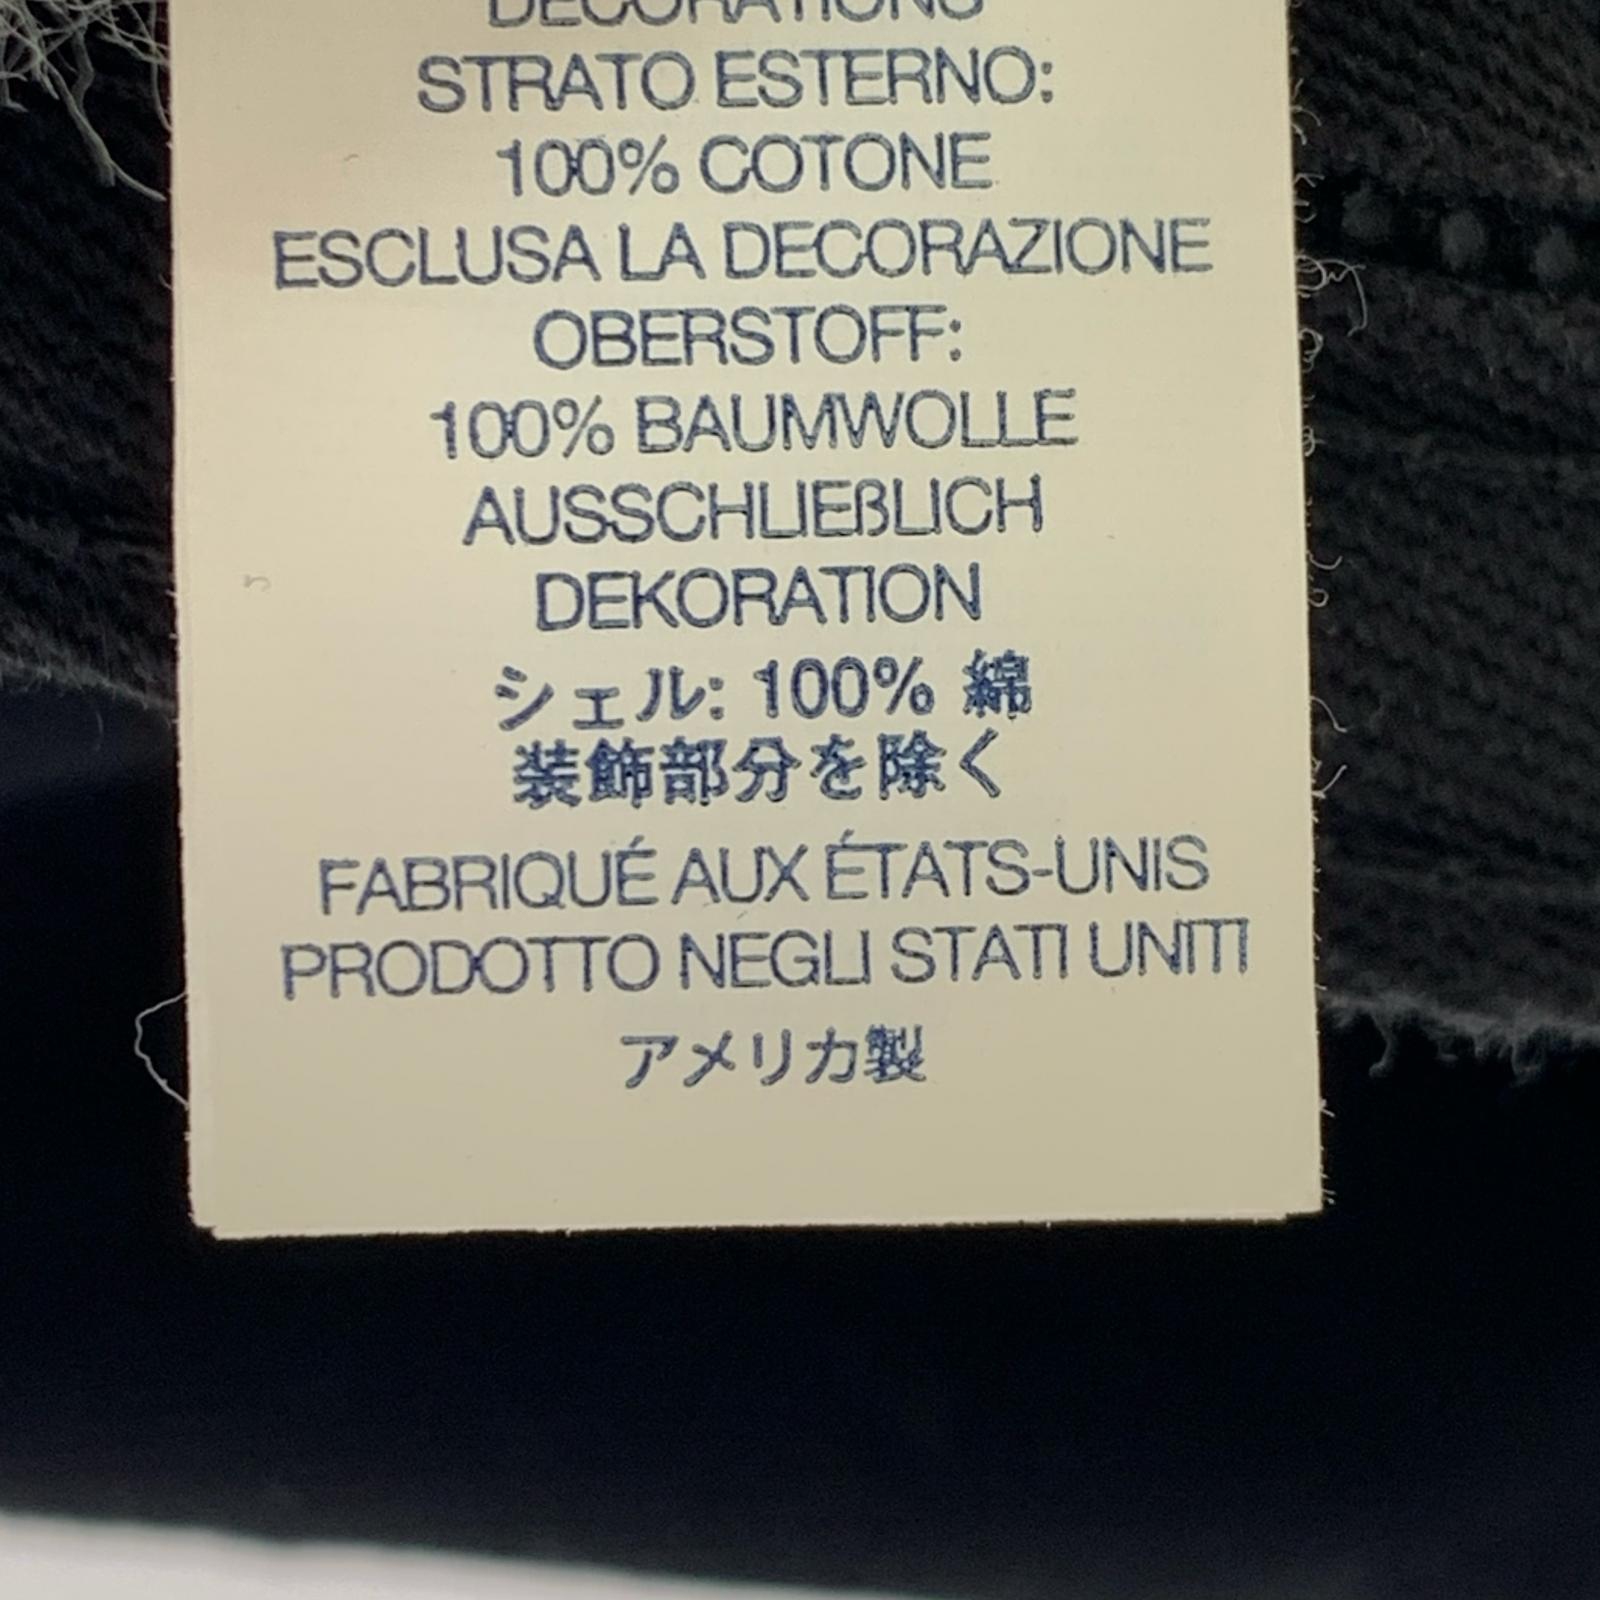 DECORATIONS
STRATO ESTERNO:
100% COTONE
ESCLUSA LA DECORAZIONE
OBERSTOFF:
100% BAUMWOLLE
AUSSCHLIEßLICH
DEKORATION
シェル: 100% 綿
装飾部分を除く
FABRIQUÉ AUX ÉTATS-UNIS
PRODOTTO NEGLI STATI UNITI
アメリカ製